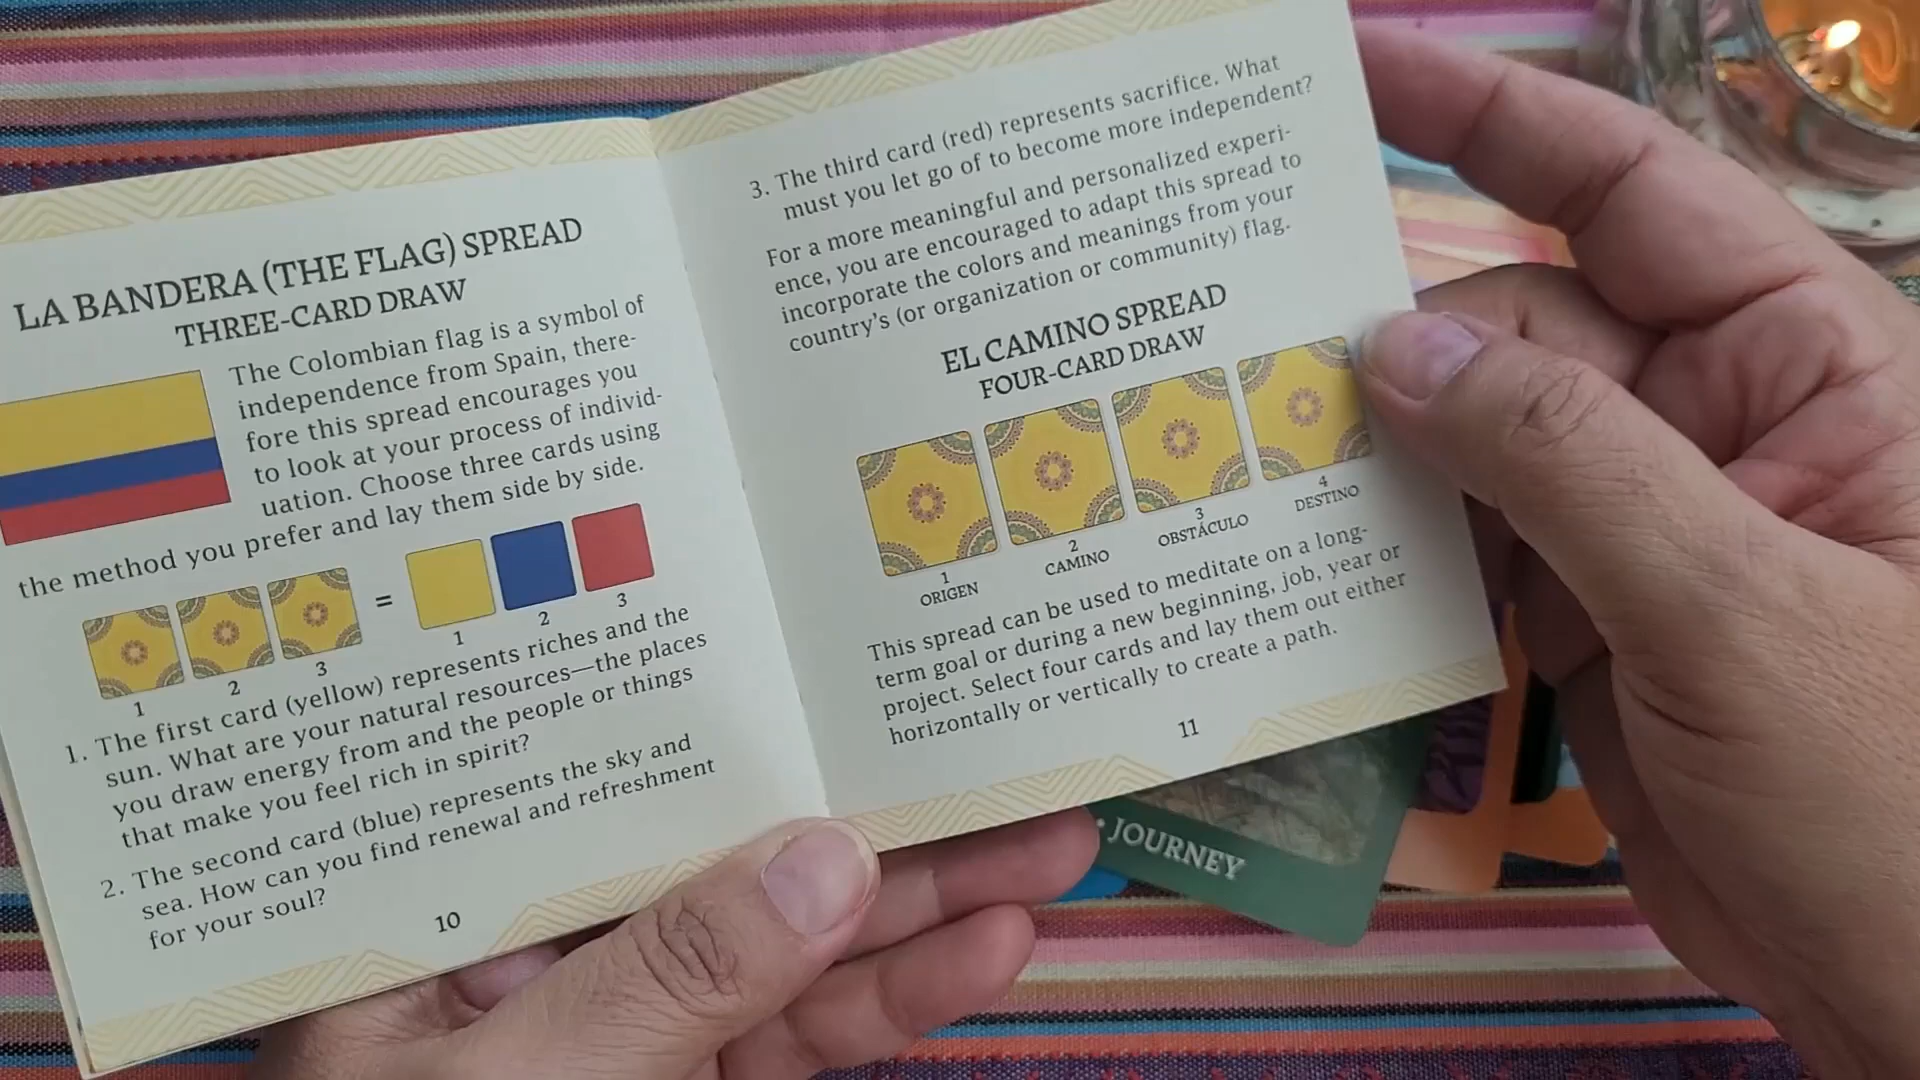 LA BANDERA (THE FLAG) SPREAD
THREE-CARD DRAW
The Colombian flag is a symbol of
independence from Spain, there-
fore this spread encourages you
to look at your process of individ-
uation. Choose three cards using
the method you prefer and lay them side by side.
1 2 3 = 1 2 3
1. The first card (yellow) represents riches and the
sun. What are your natural resources—the places
you draw energy from and the people or things
that make you feel rich in spirit?
2. The second card (blue) represents the sky and
sea. How can you find renewal and refreshment
for your soul?
10
3. The third card (red) represents sacrifice. What
must you let go of to become more independent?
For a more meaningful and personalized experi-
ence, you are encouraged to adapt this spread to
incorporate the colors and meanings from your
country's (or organization or community) flag.
EL CAMINO SPREAD
FOUR-CARD DRAW
1 2 3 4
ORIGEN CAMINO OBSTÁCULO DESTINO
This spread can be used to meditate on a long-
term goal or during a new beginning, job, year or
project. Select four cards and lay them out either
horizontally or vertically to create a path.
11
• JOURNEY